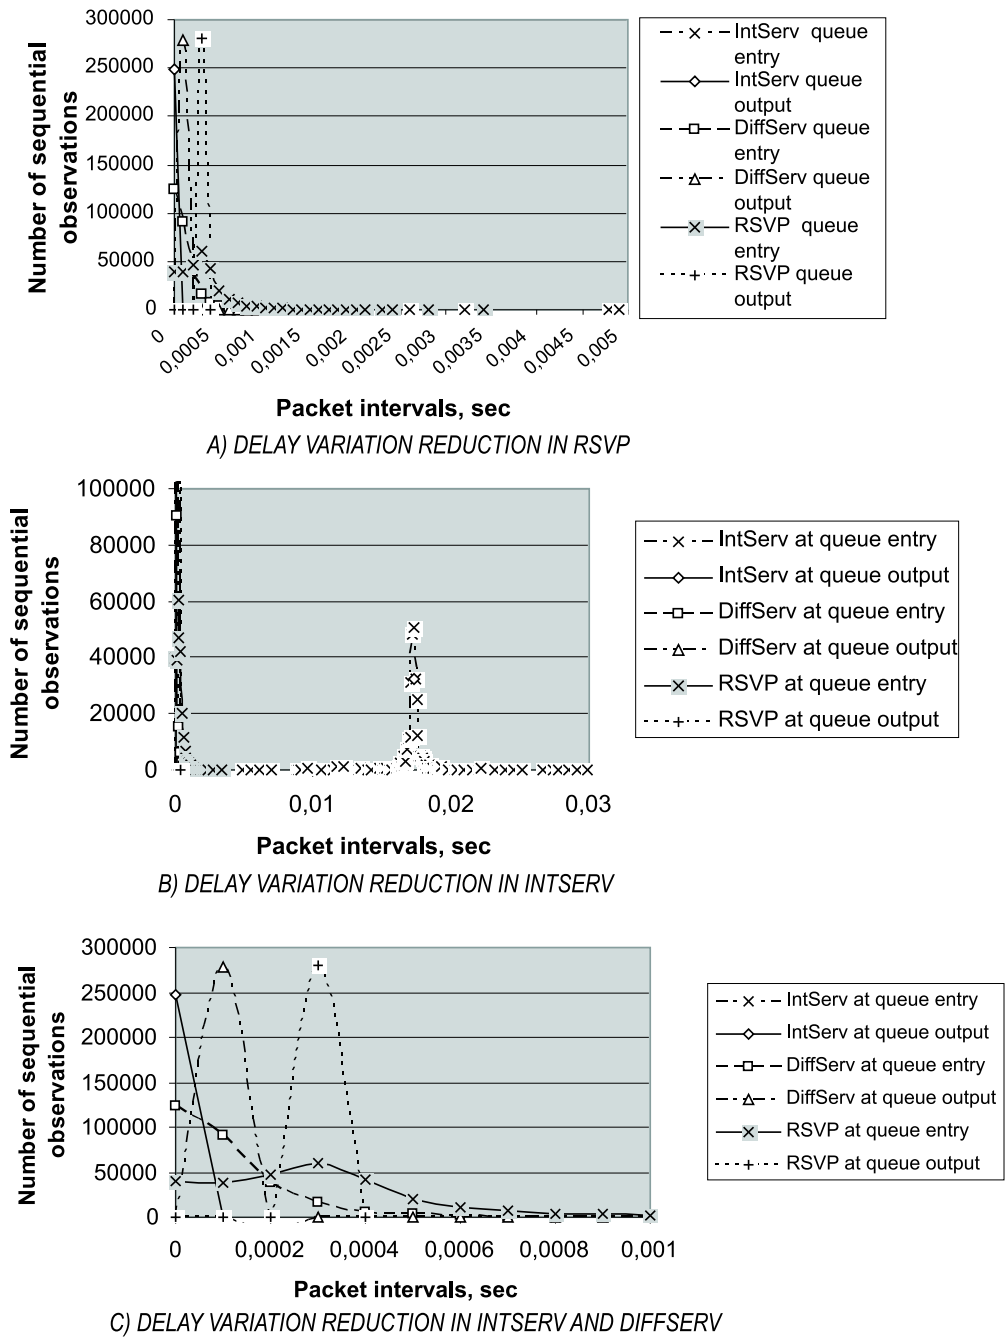 300000
250000
200000
150000
100000
50000
0
Number of sequential
observations
0
0,0005
0,001
0,0015
0,002
0,0025
0,003
0,0035
0,004
0,0045
0,005
Packet intervals, sec
IntServ queue
entry
IntServ queue
output
DiffServ queue
entry
DiffServ queue
output
RSVP queue
entry
RSVP queue
output
A) DELAY VARIATION REDUCTION IN RSVP
100000
80000
60000
40000
20000
0
Number of sequential
observations
0
0,01
0,02
0,03
Packet intervals, sec
IntServ at queue entry
IntServ at queue output
DiffServ at queue entry
DiffServ at queue output
RSVP at queue entry
RSVP at queue output
B) DELAY VARIATION REDUCTION IN INTSERV
300000
250000
200000
150000
100000
50000
0
Number of sequential
observations
0
0,0002
0,0004
0,0006
0,0008
0,001
Packet intervals, sec
IntServ at queue entry
IntServ at queue output
DiffServ at queue entry
DiffServ at queue output
RSVP at queue entry
RSVP at queue output
C) DELAY VARIATION REDUCTION IN INTSERV AND DIFFSERV